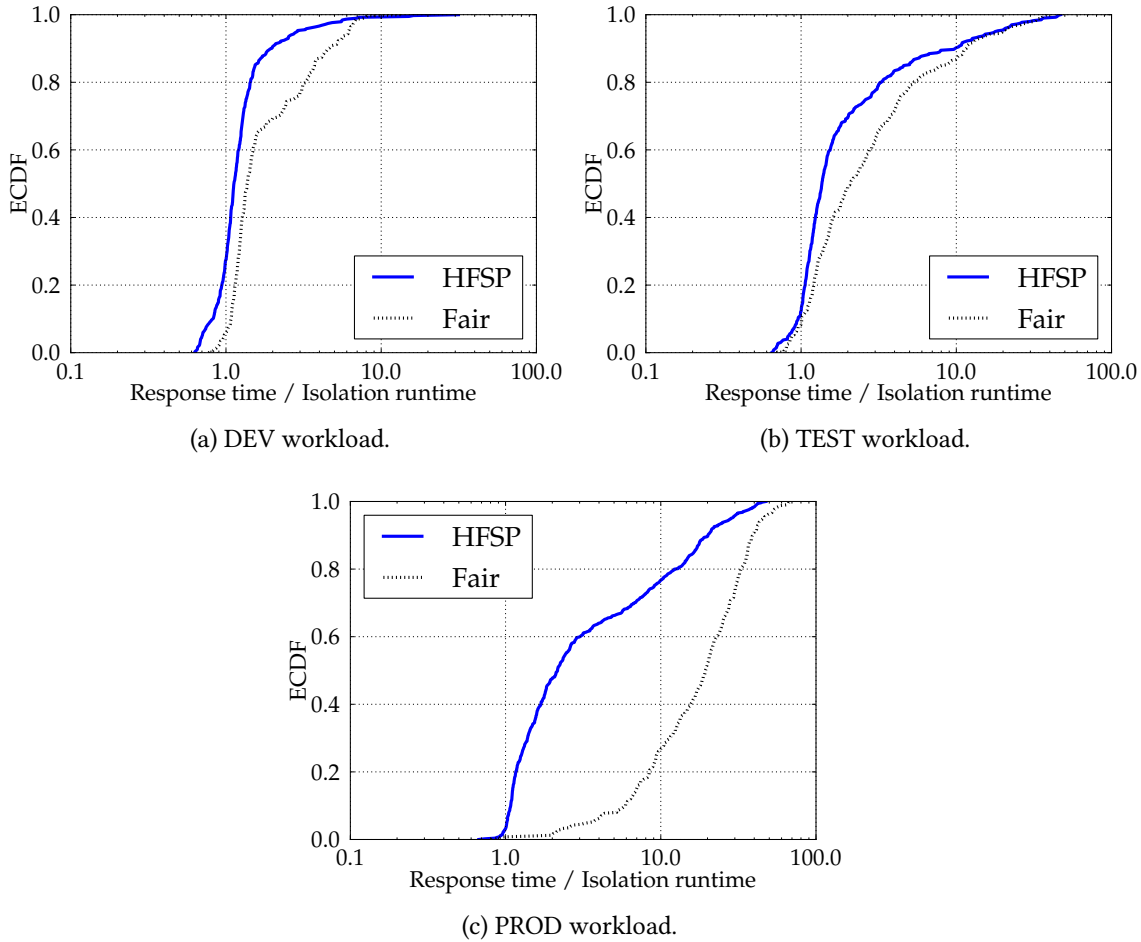 1.0
0.8
0.6
0.4
0.2
0.0
ECDF
HFSP
Fair
0.1 1.0 10.0 100.0
Response time / Isolation runtime
(a) DEV workload.
1.0
0.8
0.6
0.4
0.2
0.0
ECDF
HFSP
Fair
0.1 1.0 10.0 100.0
Response time / Isolation runtime
(b) TEST workload.
1.0
0.8
0.6
0.4
0.2
0.0
ECDF
HFSP
Fair
0.1 1.0 10.0 100.0
Response time / Isolation runtime
(c) PROD workload.